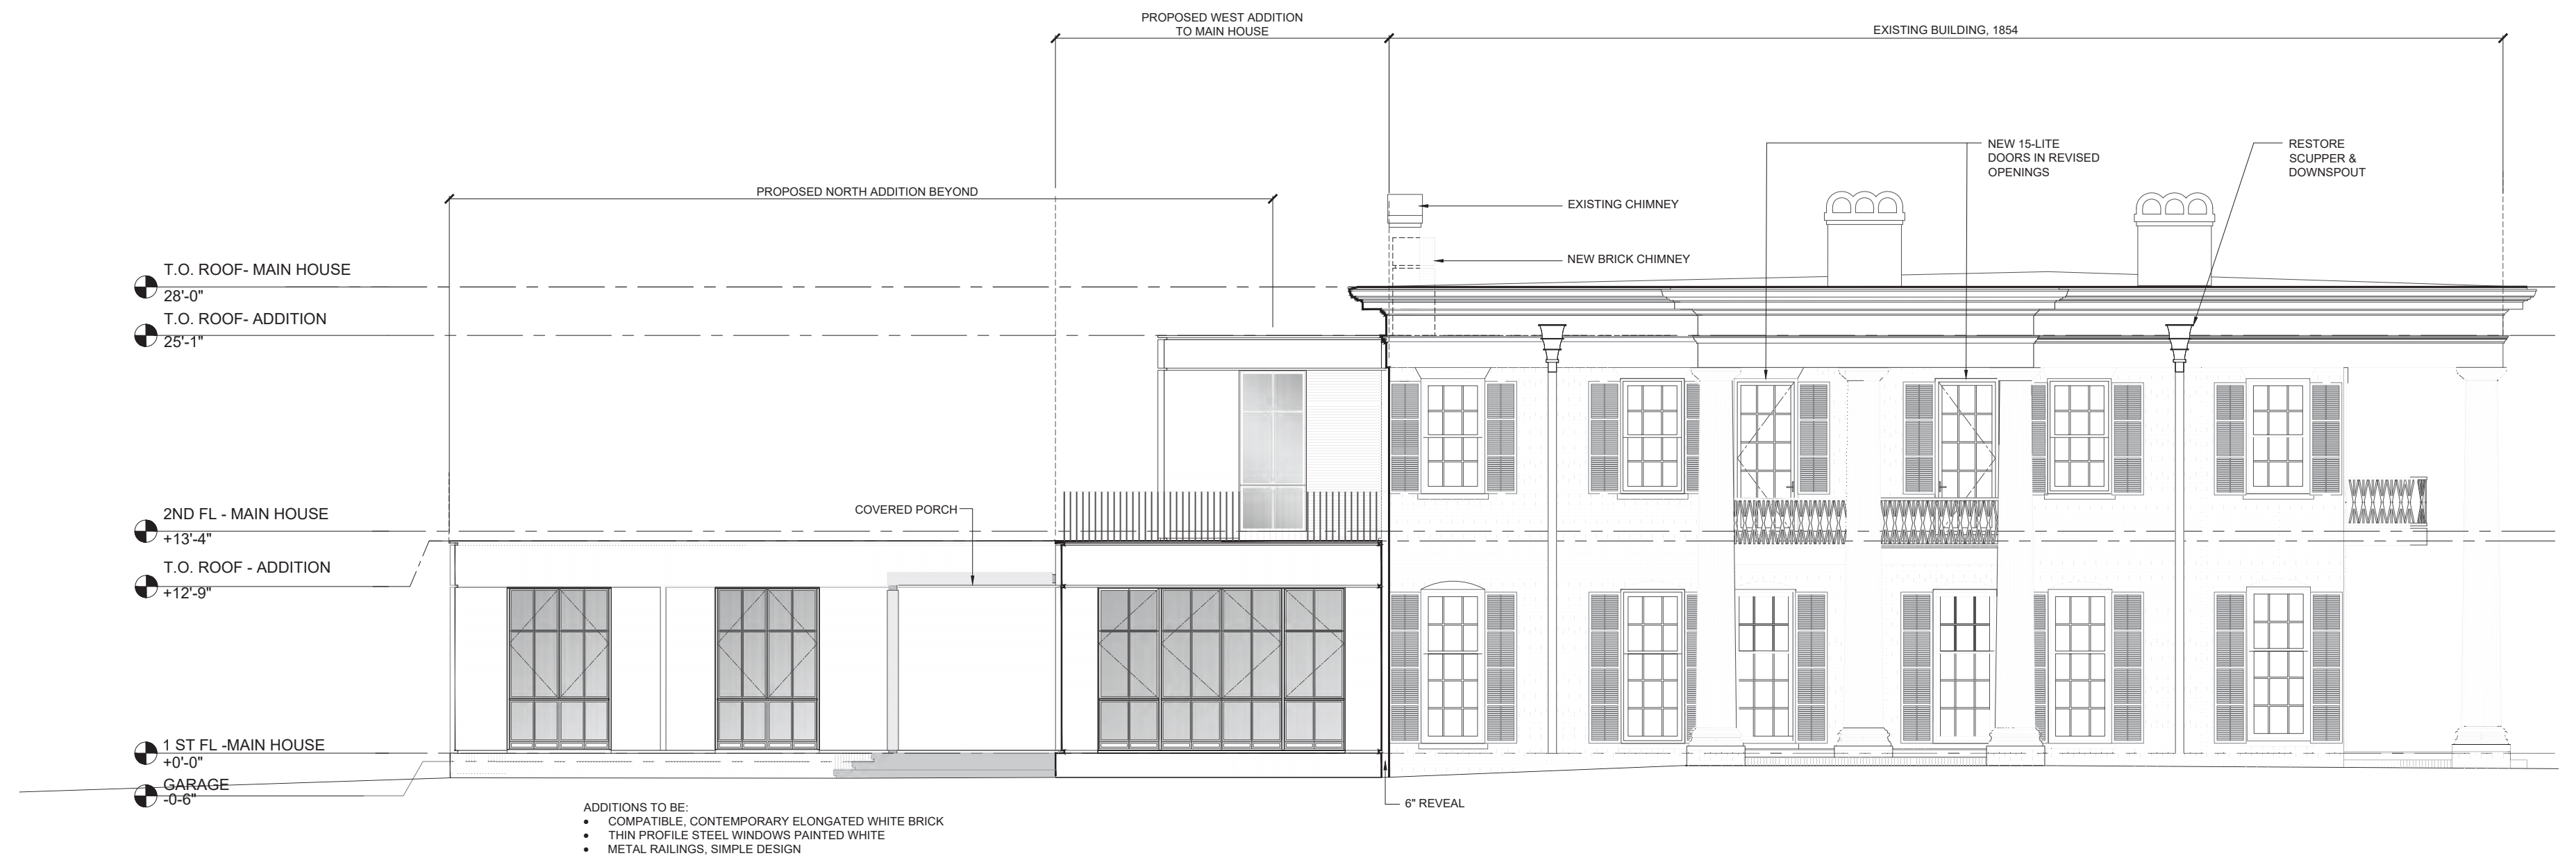 PROPOSED WEST ADDITION
TO MAIN HOUSE
EXISTING BUILDING, 1854
NEW 15-LITE
DOORS IN REVISED
OPENINGS
RESTORE
SCUPPER &
DOWNSPOUT
PROPOSED NORTH ADDITION BEYOND
EXISTING CHIMNEY
NEW BRICK CHIMNEY
T.O. ROOF- MAIN HOUSE
28'-0"
T.O. ROOF- ADDITION
25'-1"
2ND FL - MAIN HOUSE
+13'-4"
COVERED PORCH
T.O. ROOF - ADDITION
+12'-9"
1 ST FL -MAIN HOUSE
+0'-0"
GARAGE
-0-6"
6" REVEAL
ADDITIONS TO BE:
• COMPATIBLE, CONTEMPORARY ELONGATED WHITE BRICK
• THIN PROFILE STEEL WINDOWS PAINTED WHITE
• METAL RAILINGS, SIMPLE DESIGN